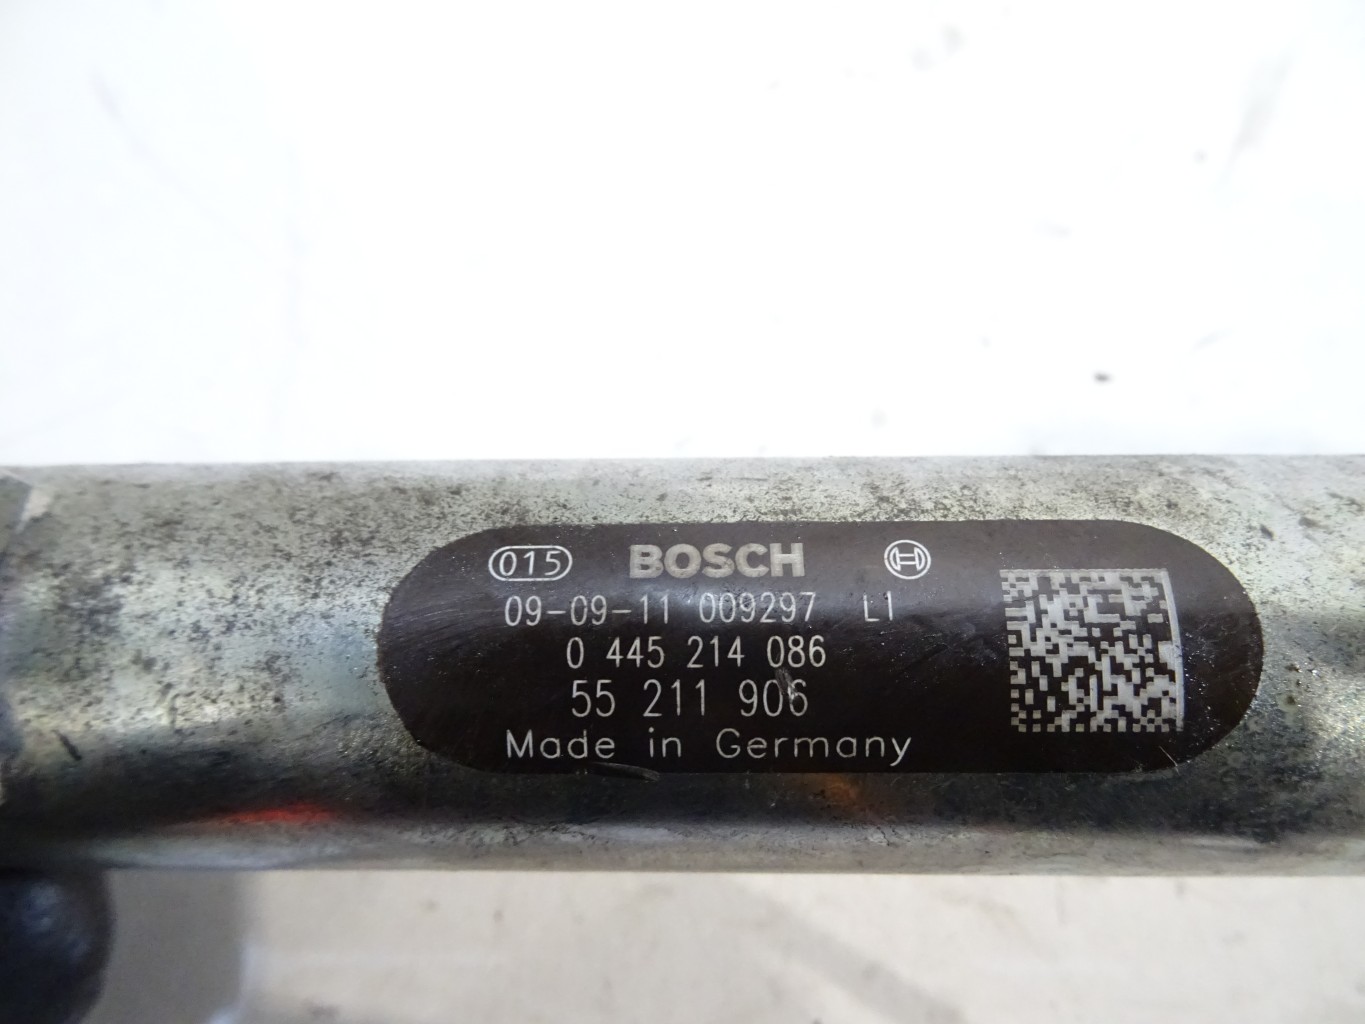 015 BOSCH
09-09-11 009297 L1
0 445 214 086
55 211 906
Made in Germany